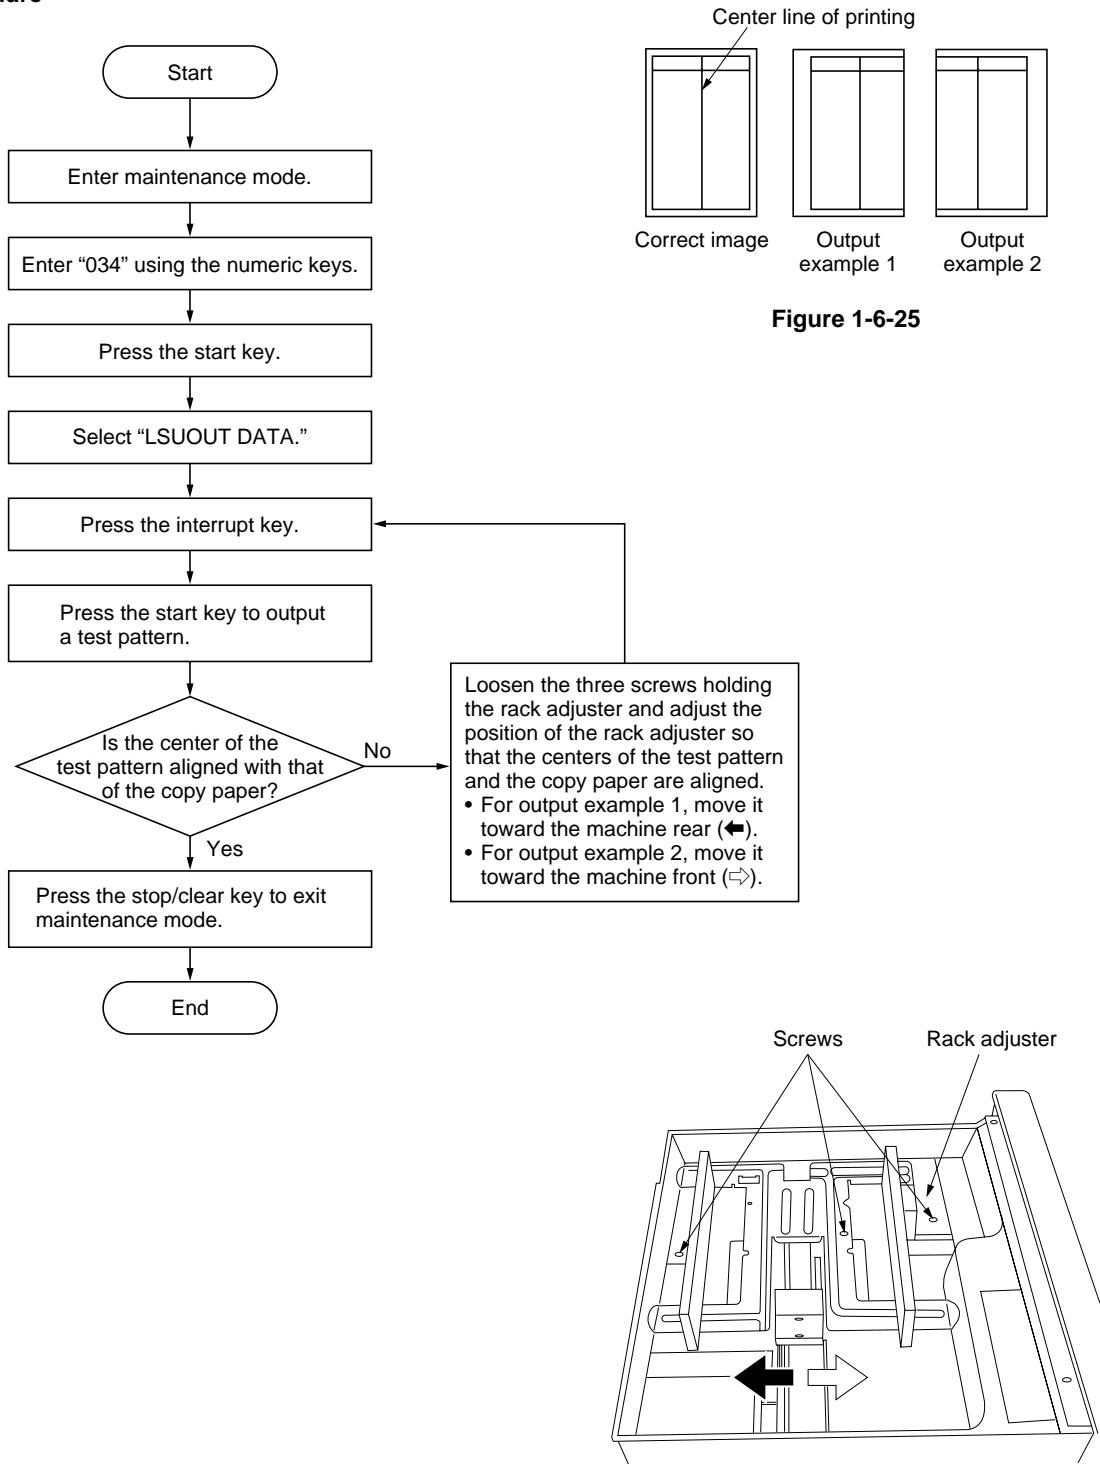 Start
Enter maintenance mode.
Enter “034” using the numeric keys.
Press the start key.
Select “LSUOUT DATA.”
Press the interrupt key.
Press the start key to output
a test pattern.
Is the center of the
test pattern aligned with that
of the copy paper?
No
Yes
Loosen the three screws holding
the rack adjuster and adjust the
position of the rack adjuster so
that the centers of the test pattern
and the copy paper are aligned.
• For output example 1, move it
toward the machine rear (⬅).
• For output example 2, move it
toward the machine front (⇨).
Press the stop/clear key to exit
maintenance mode.
End
Center line of printing
Correct image
Output
example 1
Output
example 2
Figure 1-6-25
Screws
Rack adjuster